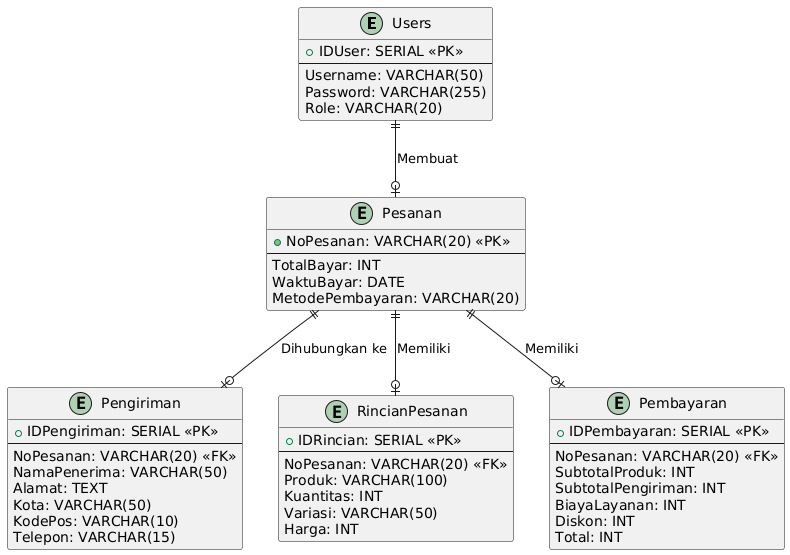 E Users
IDUser: SERIAL «PK»
Username: VARCHAR(50)
Password: VARCHAR(255)
Role: VARCHAR(20)
Membuat
E Pesanan
NoPesanan: VARCHAR(20) «PK»
TotalBayar: INT
WaktuBayar: DATE
MetodePembayaran: VARCHAR(20)
Dihubungkan ke
Memiliki
Memiliki
E Pengiriman
IDPengiriman: SERIAL «PK»
NoPesanan: VARCHAR(20) «FK»
NamaPenerima: VARCHAR(50)
Alamat: TEXT
Kota: VARCHAR(50)
KodePos: VARCHAR(10)
Telepon: VARCHAR(15)
E RincianPesanan
IDRincian: SERIAL «PK»
NoPesanan: VARCHAR(20) «FK»
Produk: VARCHAR(100)
Kuantitas: INT
Variasi: VARCHAR(50)
Harga: INT
E Pembayaran
IDPembayaran: SERIAL «PK»
NoPesanan: VARCHAR(20) «FK»
SubtotalProduk: INT
SubtotalPengiriman: INT
BiayaLayanan: INT
Diskon: INT
Total: INT